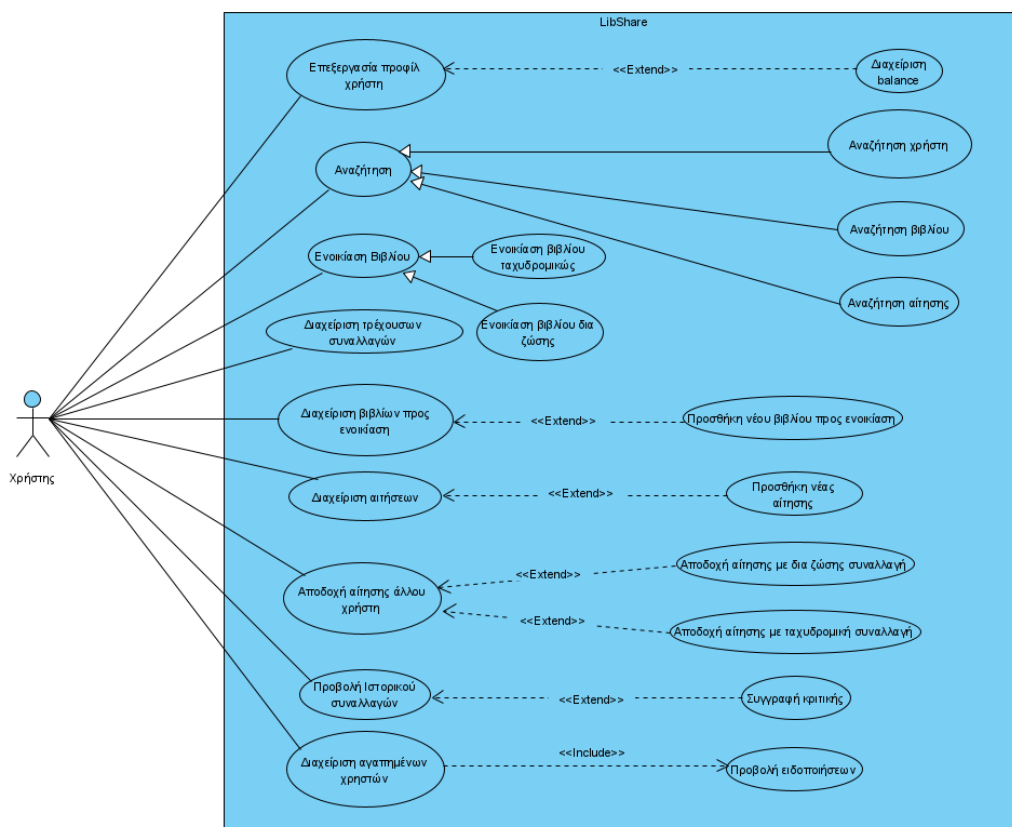 LibShare
Επεξεργασία προφίλ
χρήστη
<<Extend>>
Διαχείριση
balance
Αναζήτηση
Αναζήτηση χρήστη
Αναζήτηση βιβλίου
Αναζήτηση αίτησης
Ενοικίαση Βιβλίου
Ενοικίαση βιβλίου
ταχυδρομικώς
Ενοικίαση βιβλίου δια
ζώσης
Διαχείριση τρέχουσων
συναλλαγών
Χρήστης
Διαχείριση βιβλίων προς
ενοικίαση
<<Extend>>
Προσθήκη νέου βιβλίου προς ενοικίαση
Διαχείριση αιτήσεων
<<Extend>>
Προσθήκη νέας
αίτησης
Αποδοχή αίτησης άλλου
χρήστη
<<Extend>>
Αποδοχή αίτησης με δια ζώσης συναλλαγή
<<Extend>>
Αποδοχή αίτησης με ταχυδρομική συναλλαγή
Προβολή Ιστορικού
συναλλαγών
<<Extend>>
Συγγραφή κριτικής
Διαχείριση αγαπημένων
χρηστών
<<Include>>
Προβολή ειδοποιήσεων